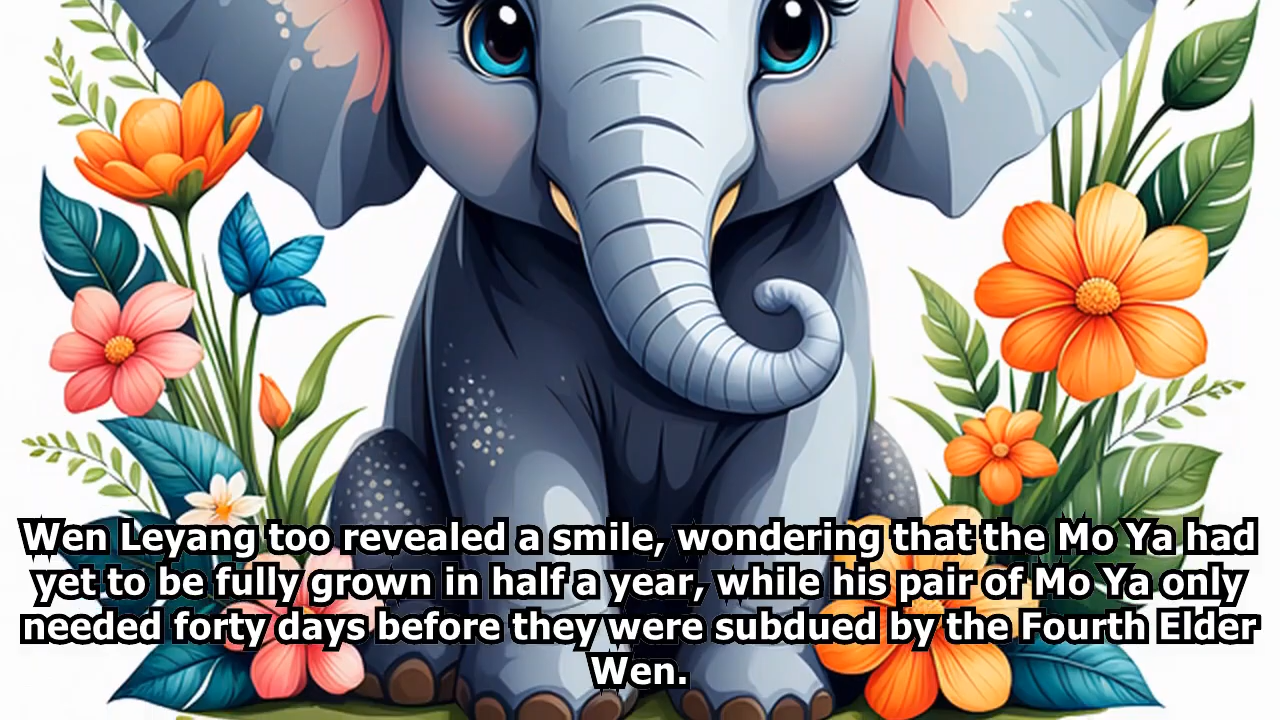 Wen Leyang too revealed a smile, wondering that the Mo Ya had
yet to be fully grown in half a year, while his pair of Mo Ya only
needed forty days before they were subdued by the Fourth Elder
Wen.